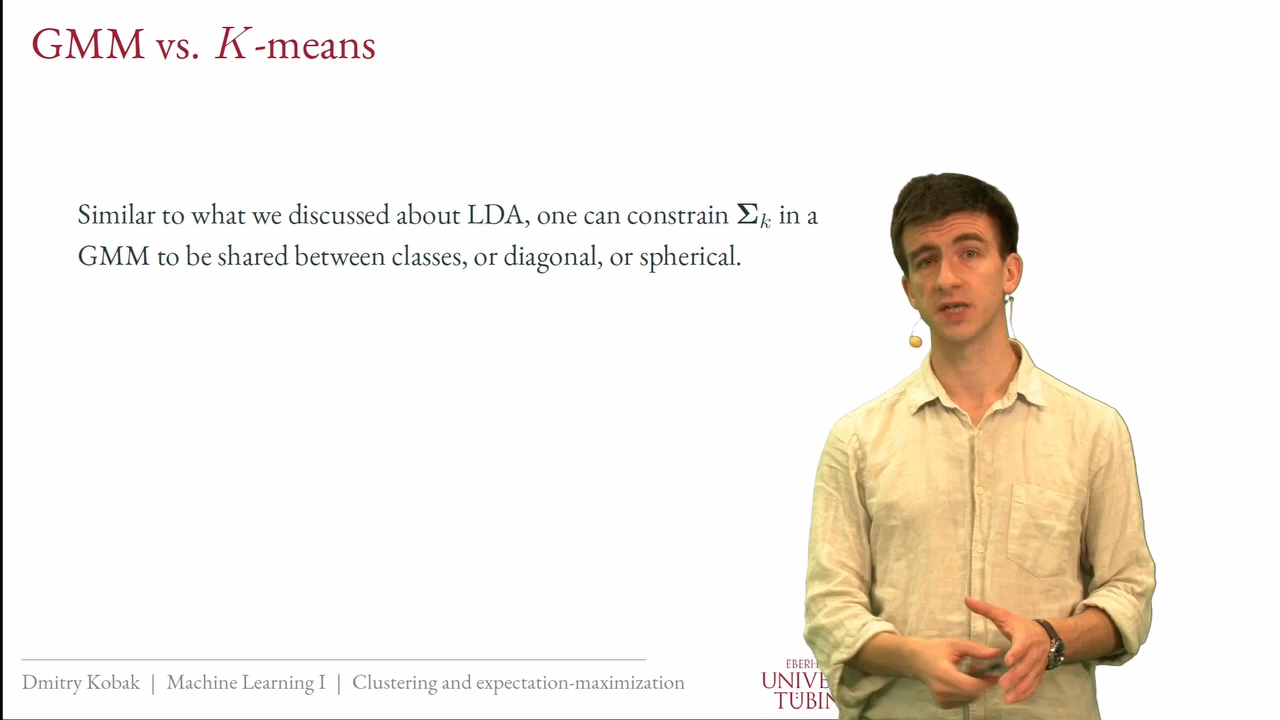 GMM vs. K-means
Similar to what we discussed about LDA, one can constrain Σₖ in a
GMM to be shared between classes, or diagonal, or spherical.
Dmitry Kobak | Machine Learning I | Clustering and expectation-maximization